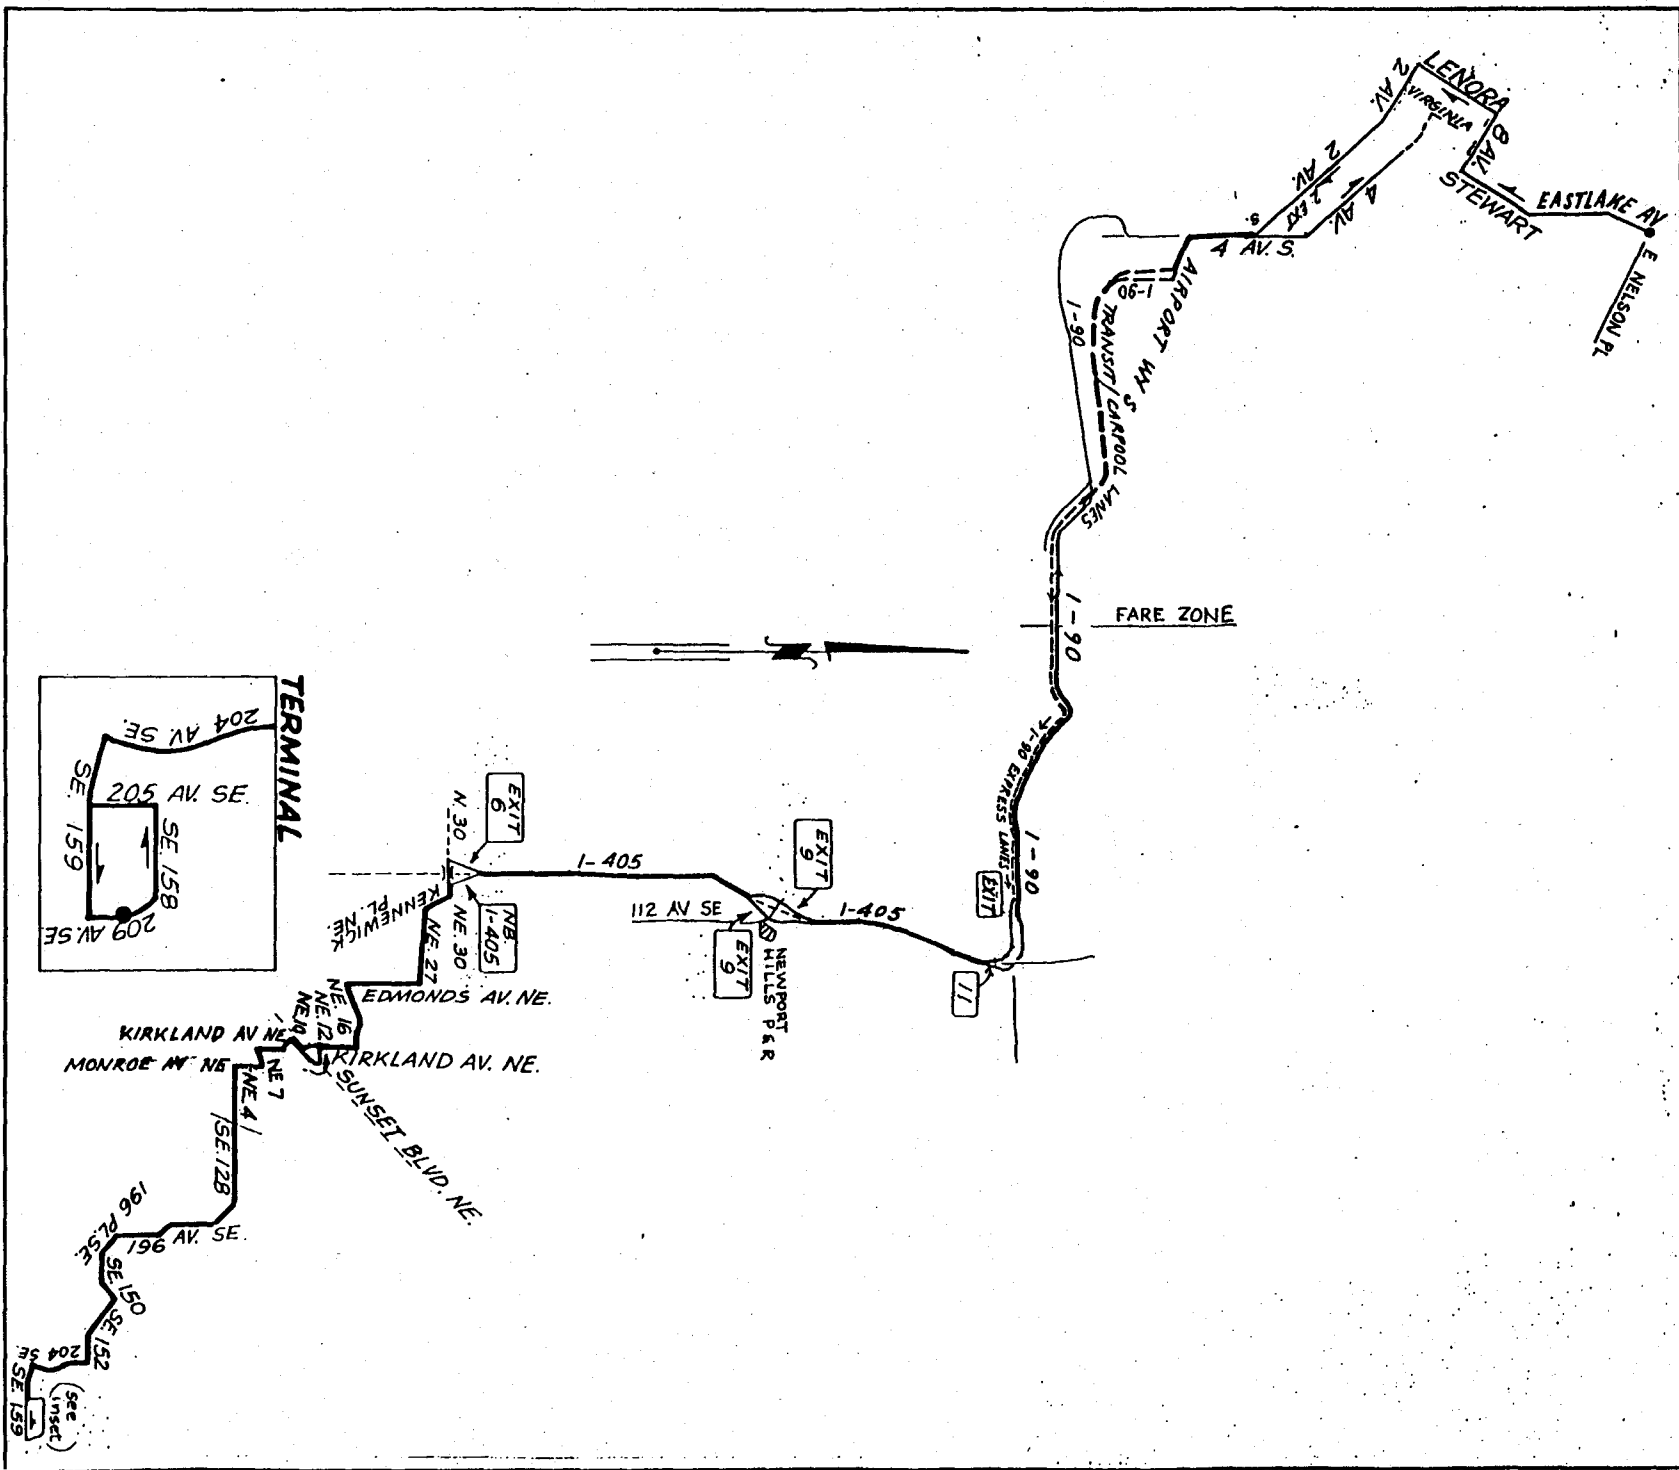 LENORA
2 AV.
VIRGINIA
8 AV.
STEWART
EASTLAKE AV
E NELSON PL
2 AV.
2 EXT
4 AV.
S.
4 AV. S.
AIRPORT WY S
I-90
I-90
TRANSIT/CARPOOL LANES
I-90
FARE ZONE
I-90 EXPRESS LANES
I-90
EXIT
11
TERMINAL
204 AV. SE.
SE. 159
205 AV. SE.
SE. 158
209 AV. SE.
EXIT
6
N. 30
I-405
EXIT
9
112 AV SE
I-405
EXIT
9
NEWPORT
HILLS P&R
NB.
I-405
NE. 30
KENNEWICK
PL. NE.
NE. 27
EDMONDS AV. NE.
NE. 16
NE. 12
NE. 10
KIRKLAND AV NE
KIRKLAND AV. NE.
MONROE AV NE
NE 7
SUNSET BLVD. NE.
NE. 4
SE. 128
196 AV. SE.
196 PL. SE.
SE. 150
SE. 152
204 SE.
SE. 159
(see
inset)